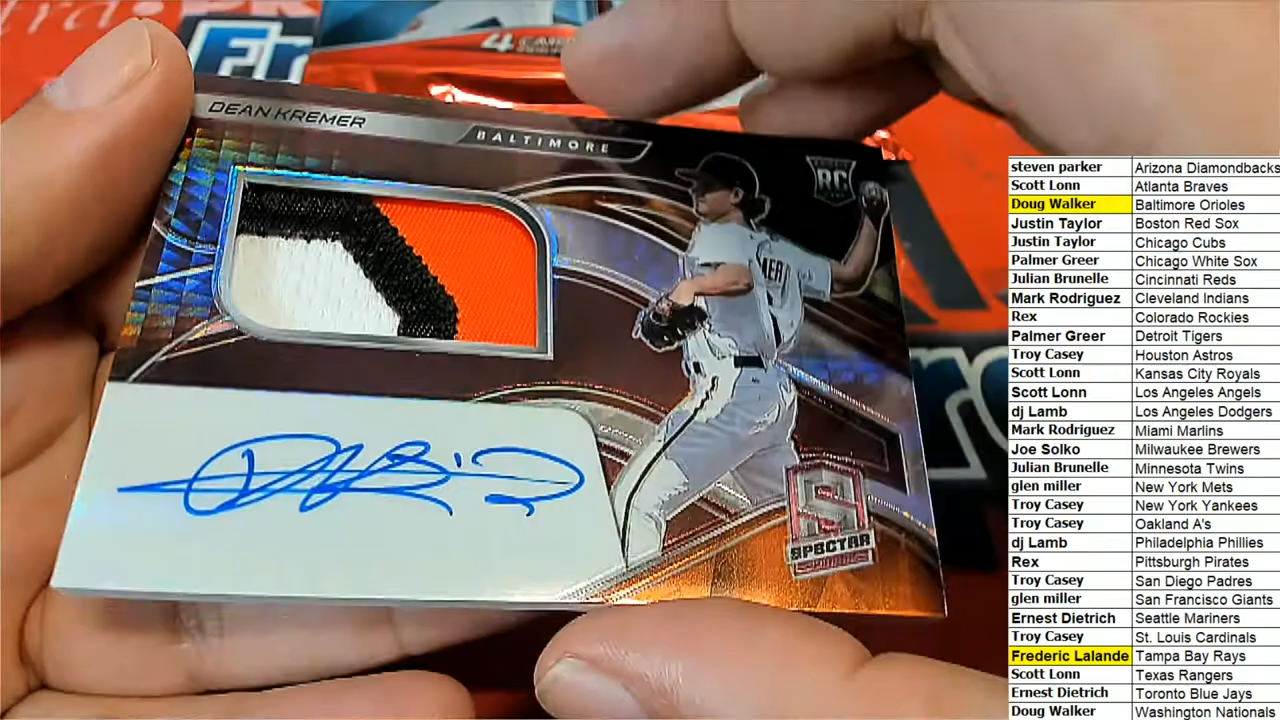 Er
4 CARD
DEAN KREMER
BALTIMORE
RC
S
SPECTRA
steven parker Arizona Diamondbacks
Scott Lonn Atlanta Braves
Doug Walker Baltimore Orioles
Justin Taylor Boston Red Sox
Justin Taylor Chicago Cubs
Palmer Greer Chicago White Sox
Julian Brunelle Cincinnati Reds
Mark Rodriguez Cleveland Indians
Rex Colorado Rockies
Palmer Greer Detroit Tigers
Troy Casey Houston Astros
Scott Lonn Kansas City Royals
Scott Lonn Los Angeles Angels
dj Lamb Los Angeles Dodgers
Mark Rodriguez Miami Marlins
Joe Solko Milwaukee Brewers
Julian Brunelle Minnesota Twins
glen miller New York Mets
Troy Casey New York Yankees
Troy Casey Oakland A's
dj Lamb Philadelphia Phillies
Rex Pittsburgh Pirates
Troy Casey San Diego Padres
glen miller San Francisco Giants
Ernest Dietrich Seattle Mariners
Troy Casey St. Louis Cardinals
Frederic Lalande Tampa Bay Rays
Scott Lonn Texas Rangers
Ernest Dietrich Toronto Blue Jays
Doug Walker Washington Nationals